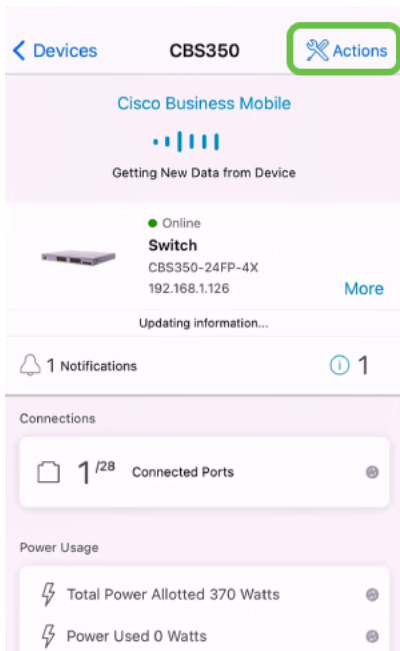 Devices
CBS350
Actions
Cisco Business Mobile
Getting New Data from Device
Online
Switch
CBS350-24FP-4X
192.168.1.126
More
Updating information...
1 Notifications
1
Connections
1/28 Connected Ports
Power Usage
Total Power Allotted 370 Watts
Power Used 0 Watts